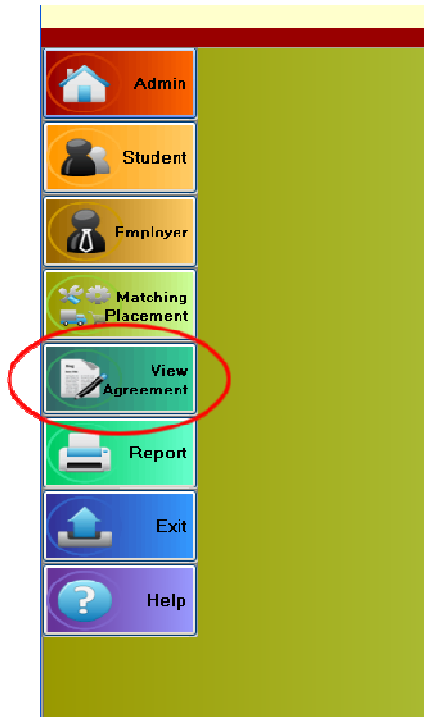 Admin
Student
Employer
Matching
Placement
View
Agreement
Report
Exit
?
Help